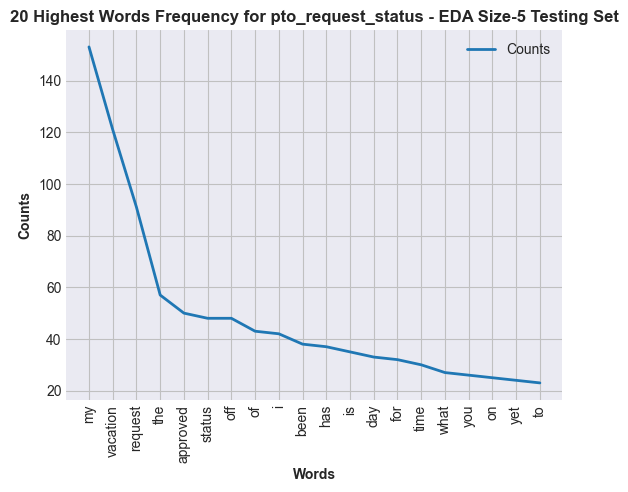 20 Highest Words Frequency for pto_request_status - EDA Size-5 Testing Set
Counts
140
120
100
80
60
40
20
Counts
my
vacation
request
the
approved
status
off
of
i
been
has
is
day
for
time
what
you
on
yet
to
Words